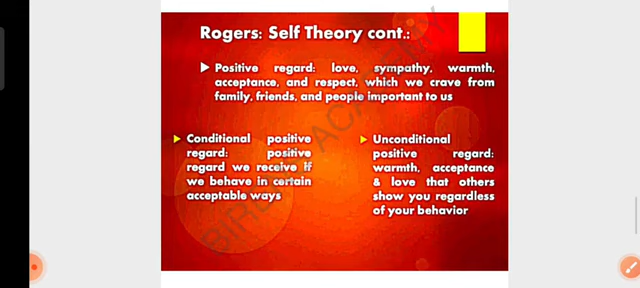 Rogers: Self Theory cont.:
Positive regard: love, sympathy, warmth,
acceptance, and respect, which we crave from
family, friends, and people important to us
Conditional positive
regard: positive
regard we receive if
we behave in certain
acceptable ways
Unconditional
positive regard:
warmth, acceptance
& love that others
show you regardless
of your behavior